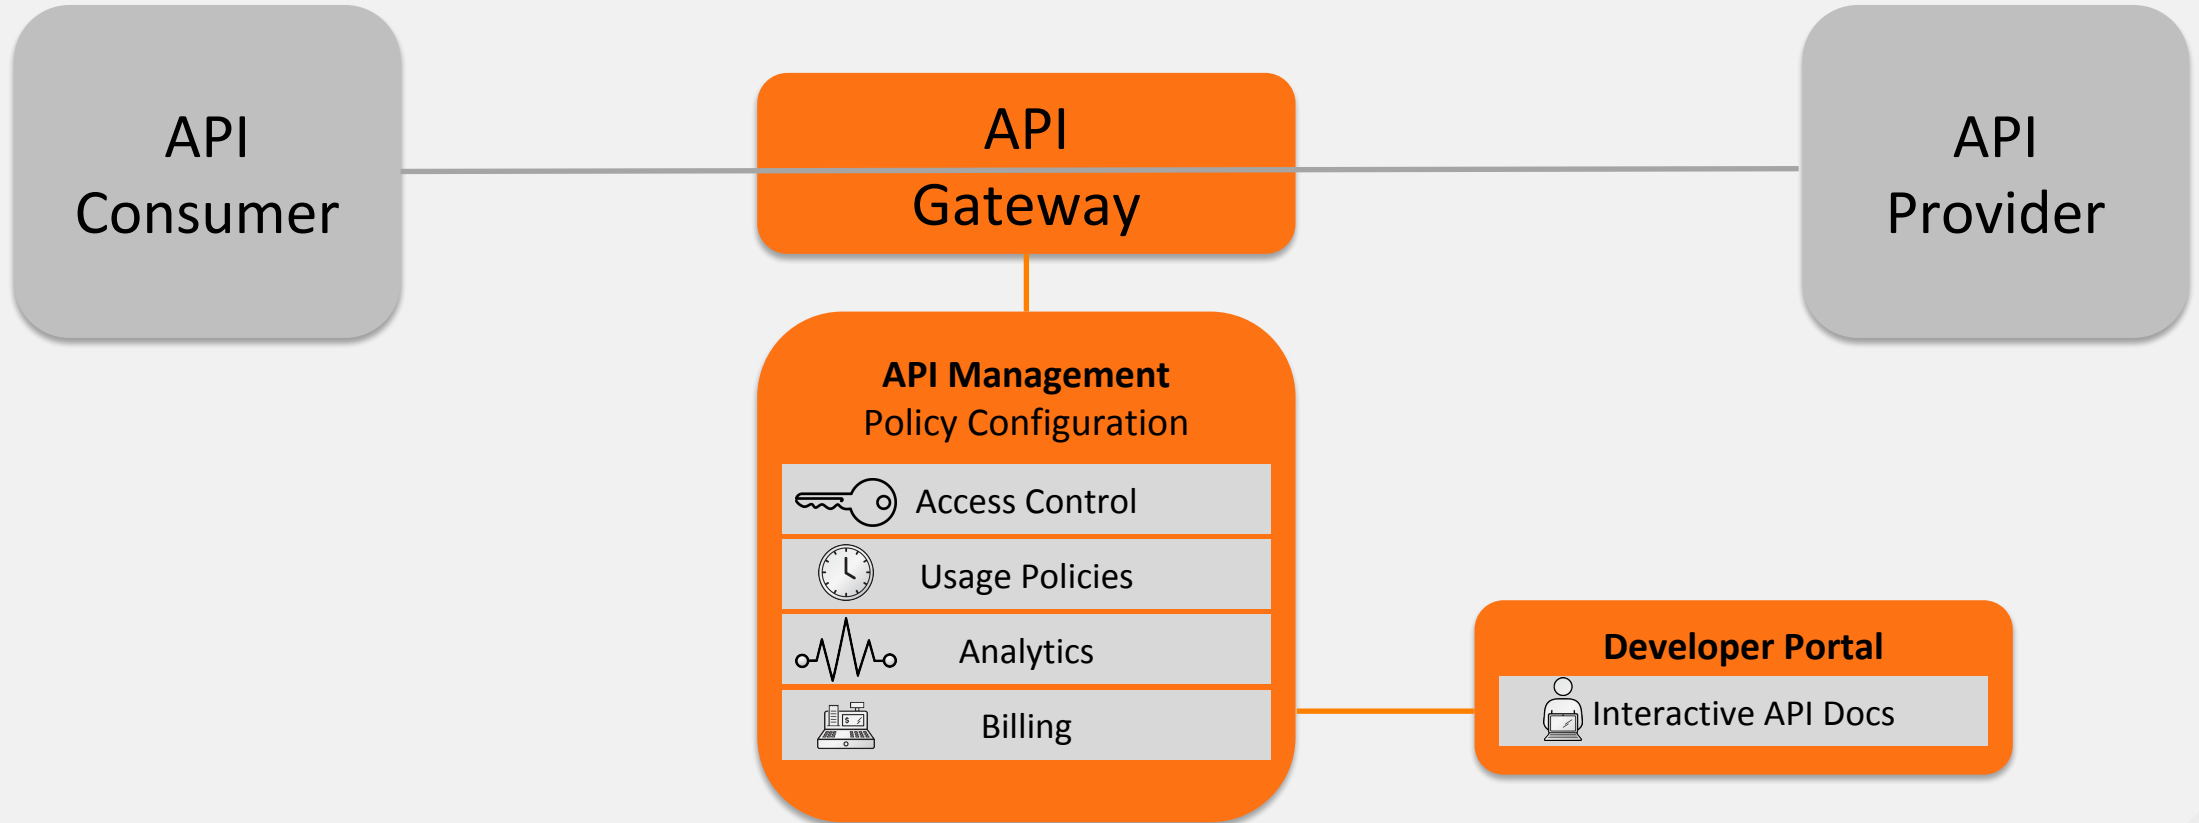 API
Consumer
API
Gateway
API
Provider
API Management
Policy Configuration
Access Control
Usage Policies
Analytics
Billing
Developer Portal
Interactive API Docs